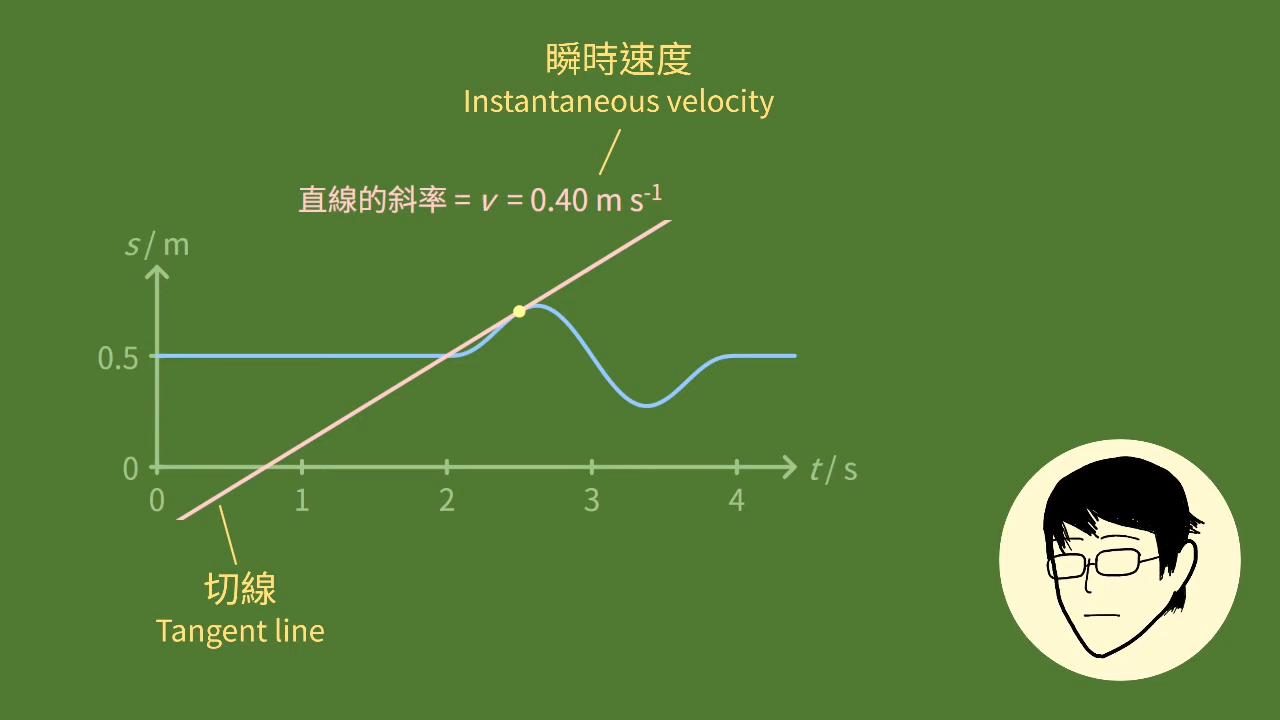 瞬時速度
Instantaneous velocity
直線的斜率 = v = 0.40 m s⁻¹
s / m
0.5
0
0 1 2 3 4
t / s
切線
Tangent line